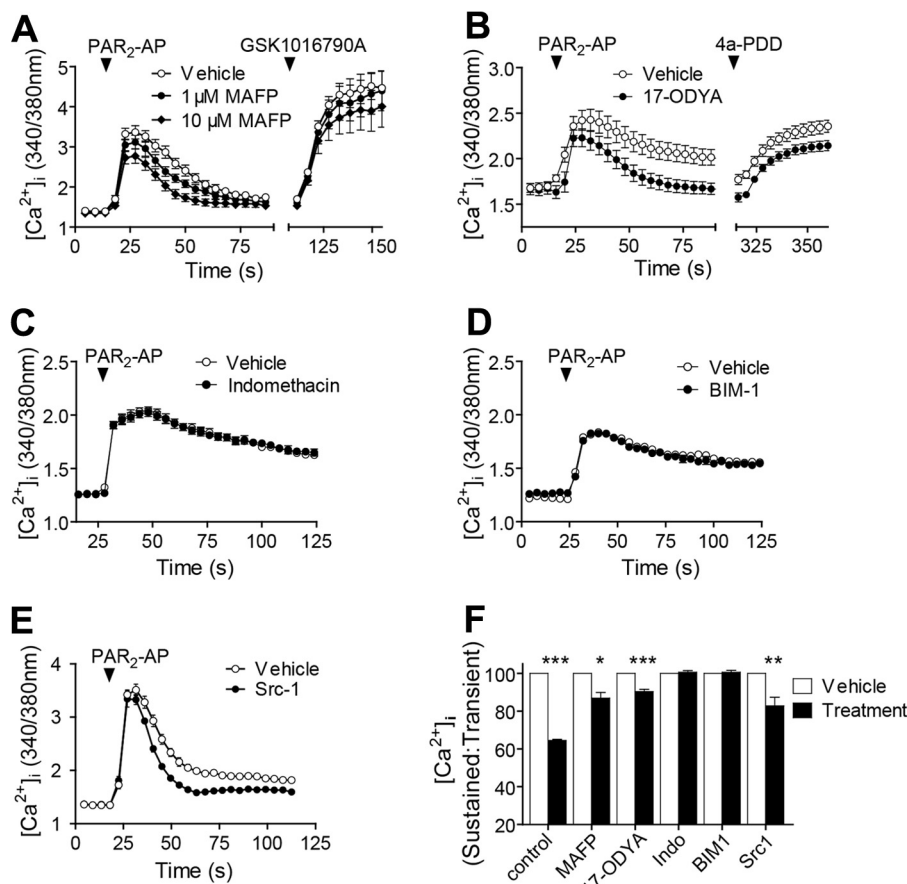 A
PAR2-AP
GSK1016790A
Vehicle
1 µM MAFP
10 µM MAFP
[Ca2+]i (340/380nm)
5
4
3
2
1
0 25 50 75 125 150
Time (s)
B
PAR2-AP
4a-PDD
Vehicle
17-ODYA
[Ca2+]i (340/380nm)
3.0
2.5
2.0
1.5
0 25 50 75 325 350
Time (s)
C
PAR2-AP
Vehicle
Indomethacin
[Ca2+]i (340/380nm)
2.5
2.0
1.5
1.0
25 50 75 100 125
Time (s)
D
PAR2-AP
Vehicle
BIM-1
[Ca2+]i (340/380nm)
2.5
2.0
1.5
1.0
0 25 50 75 100 125
Time (s)
E
PAR2-AP
Vehicle
Src-1
[Ca2+]i (340/380nm)
4
3
2
1
0 25 50 75 100 125
Time (s)
F
*** * *** **
Vehicle
Treatment
[Ca2+]i
(Sustained:Transient)
100
80
60
40
20
control MAFP 17-ODYA Indo BIM1 Src1